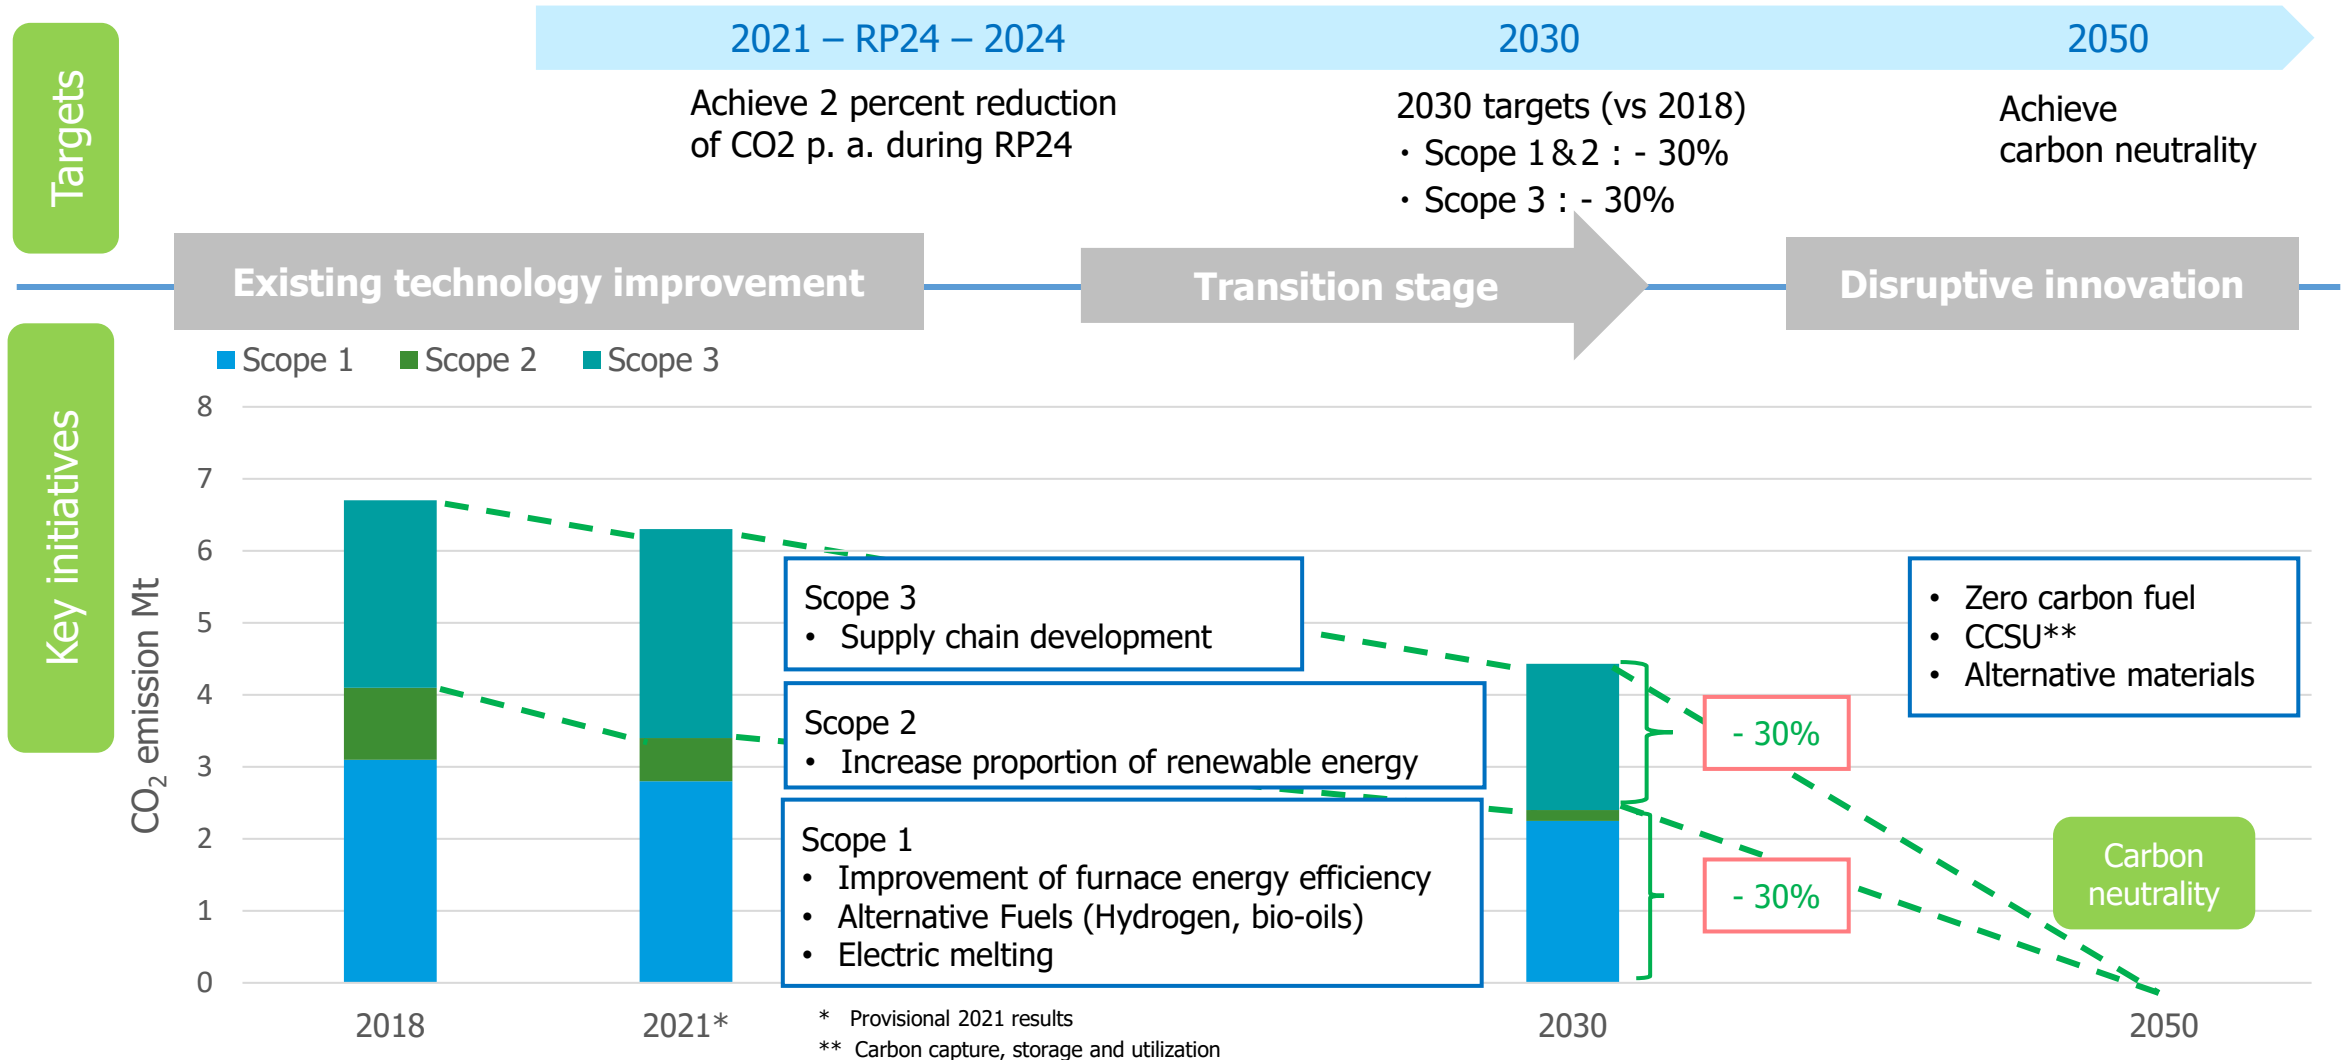 Targets
2021 – RP24 – 2024
2030
2050
Achieve 2 percent reduction
of CO2 p. a. during RP24
2030 targets (vs 2018)
・Scope 1&2 : - 30%
・Scope 3 : - 30%
Achieve
carbon neutrality
Existing technology improvement
Transition stage
Disruptive innovation
Key initiatives
Scope 1
Scope 2
Scope 3
CO2 emission Mt
8
7
6
5
4
3
2
1
0
Scope 3
• Supply chain development
Scope 2
• Increase proportion of renewable energy
Scope 1
• Improvement of furnace energy efficiency
• Alternative Fuels (Hydrogen, bio-oils)
• Electric melting
- 30%
- 30%
• Zero carbon fuel
• CCSU**
• Alternative materials
Carbon
neutrality
2018
2021*
2030
2050
* Provisional 2021 results
** Carbon capture, storage and utilization